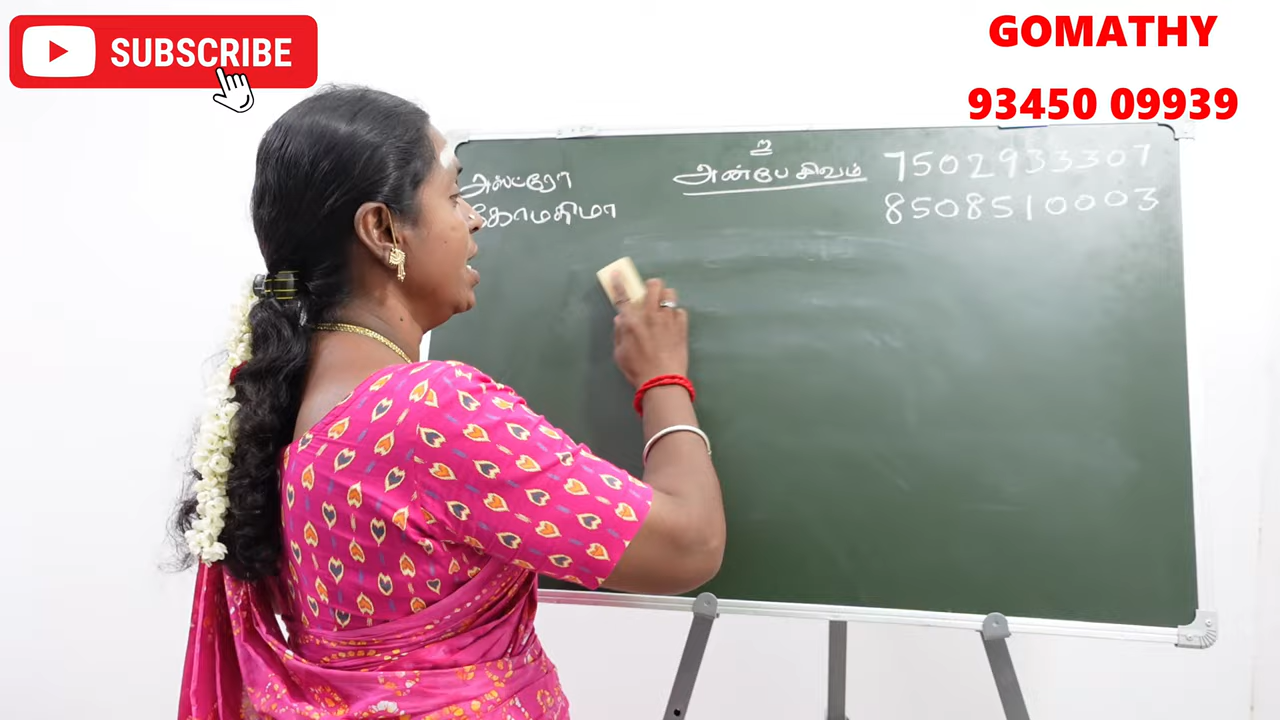 SUBSCRIBE
GOMATHY
93450 09939
உ
அன்பே சிவம்
அஸ்ட்ரோ
கோமதிமா
7502933307
8508510003